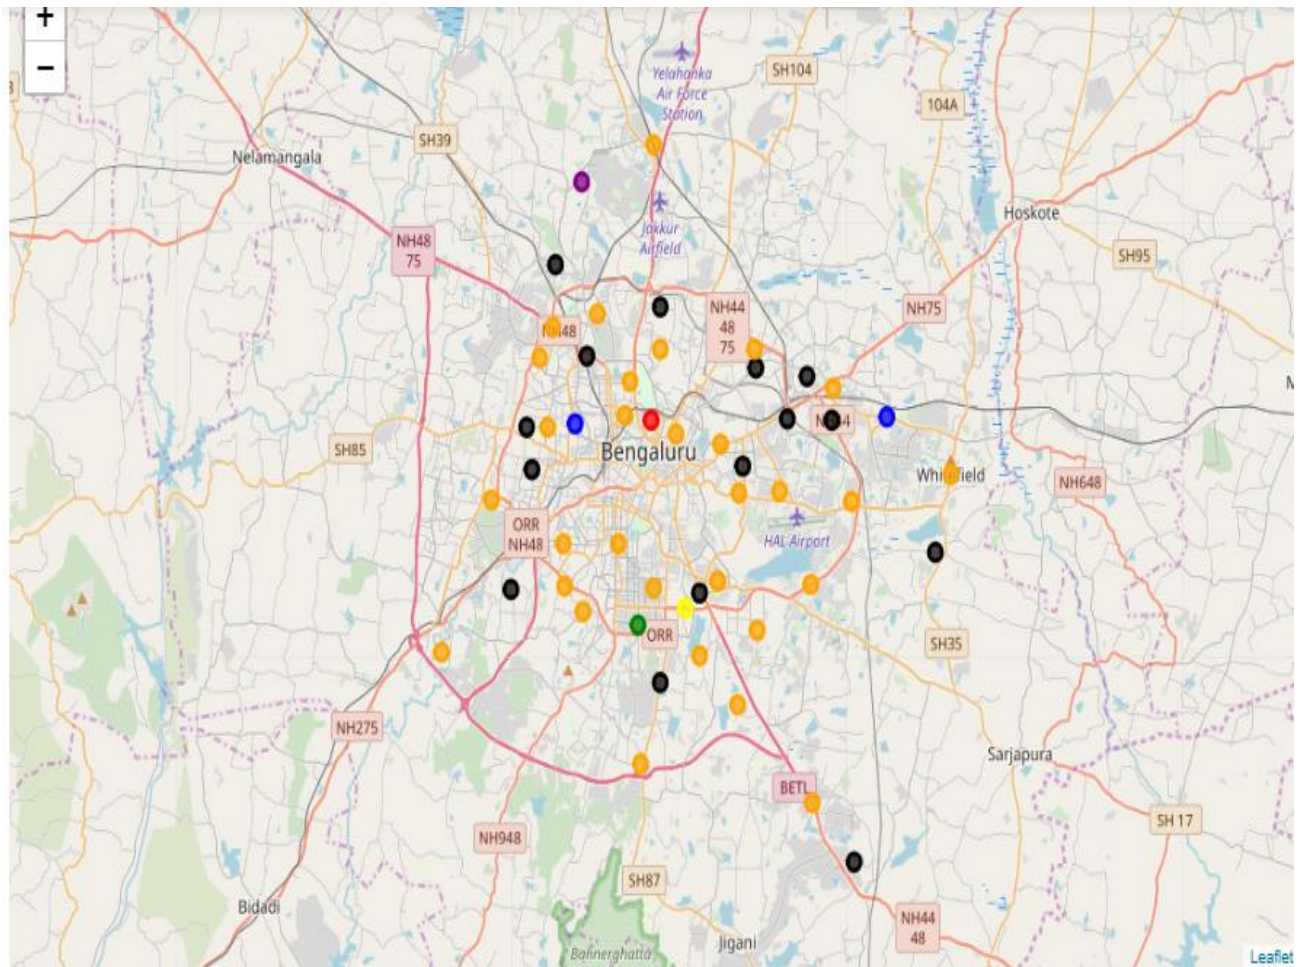 +
−
Yelahanka
Air Force
Station
SH104
104A
SH39
Nelamangala
Hoskote
Jakkur
Airfield
NH48
75
SH95
NH44
48
75
NH75
NH48
SH85
Bengaluru
Whitefield
NH648
ORR
NH48
HAL Airport
ORR
SH35
NH275
Sarjapura
BETL
SH 17
NH948
SH87
Bidadi
NH44
48
Jigani
Bannerghatta
Leaflet